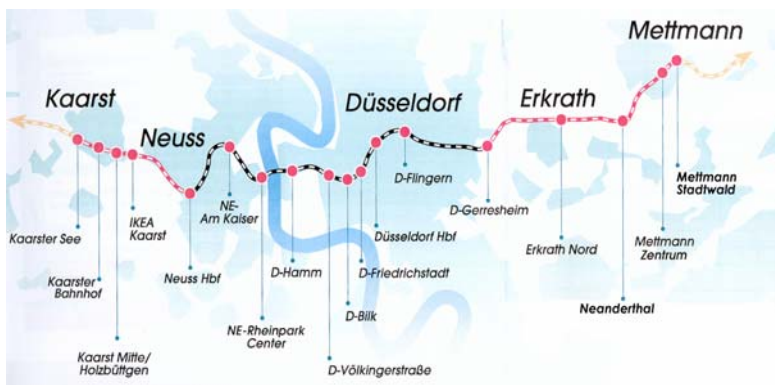 Kaarst
Neuss
Düsseldorf
Erkrath
Mettmann
Kaarster See
Kaarster
Bahnhof
Kaarst Mitte/
Holzbüttgen
IKEA
Kaarst
Neuss Hbf
NE-
Am Kaiser
NE-Rheinpark
Center
D-Hamm
D-Völkingerstraße
D-Bilk
D-Friedrichstadt
Düsseldorf Hbf
D-Flingern
D-Gerresheim
Erkrath Nord
Neanderthal
Mettmann
Zentrum
Mettmann
Stadtwald